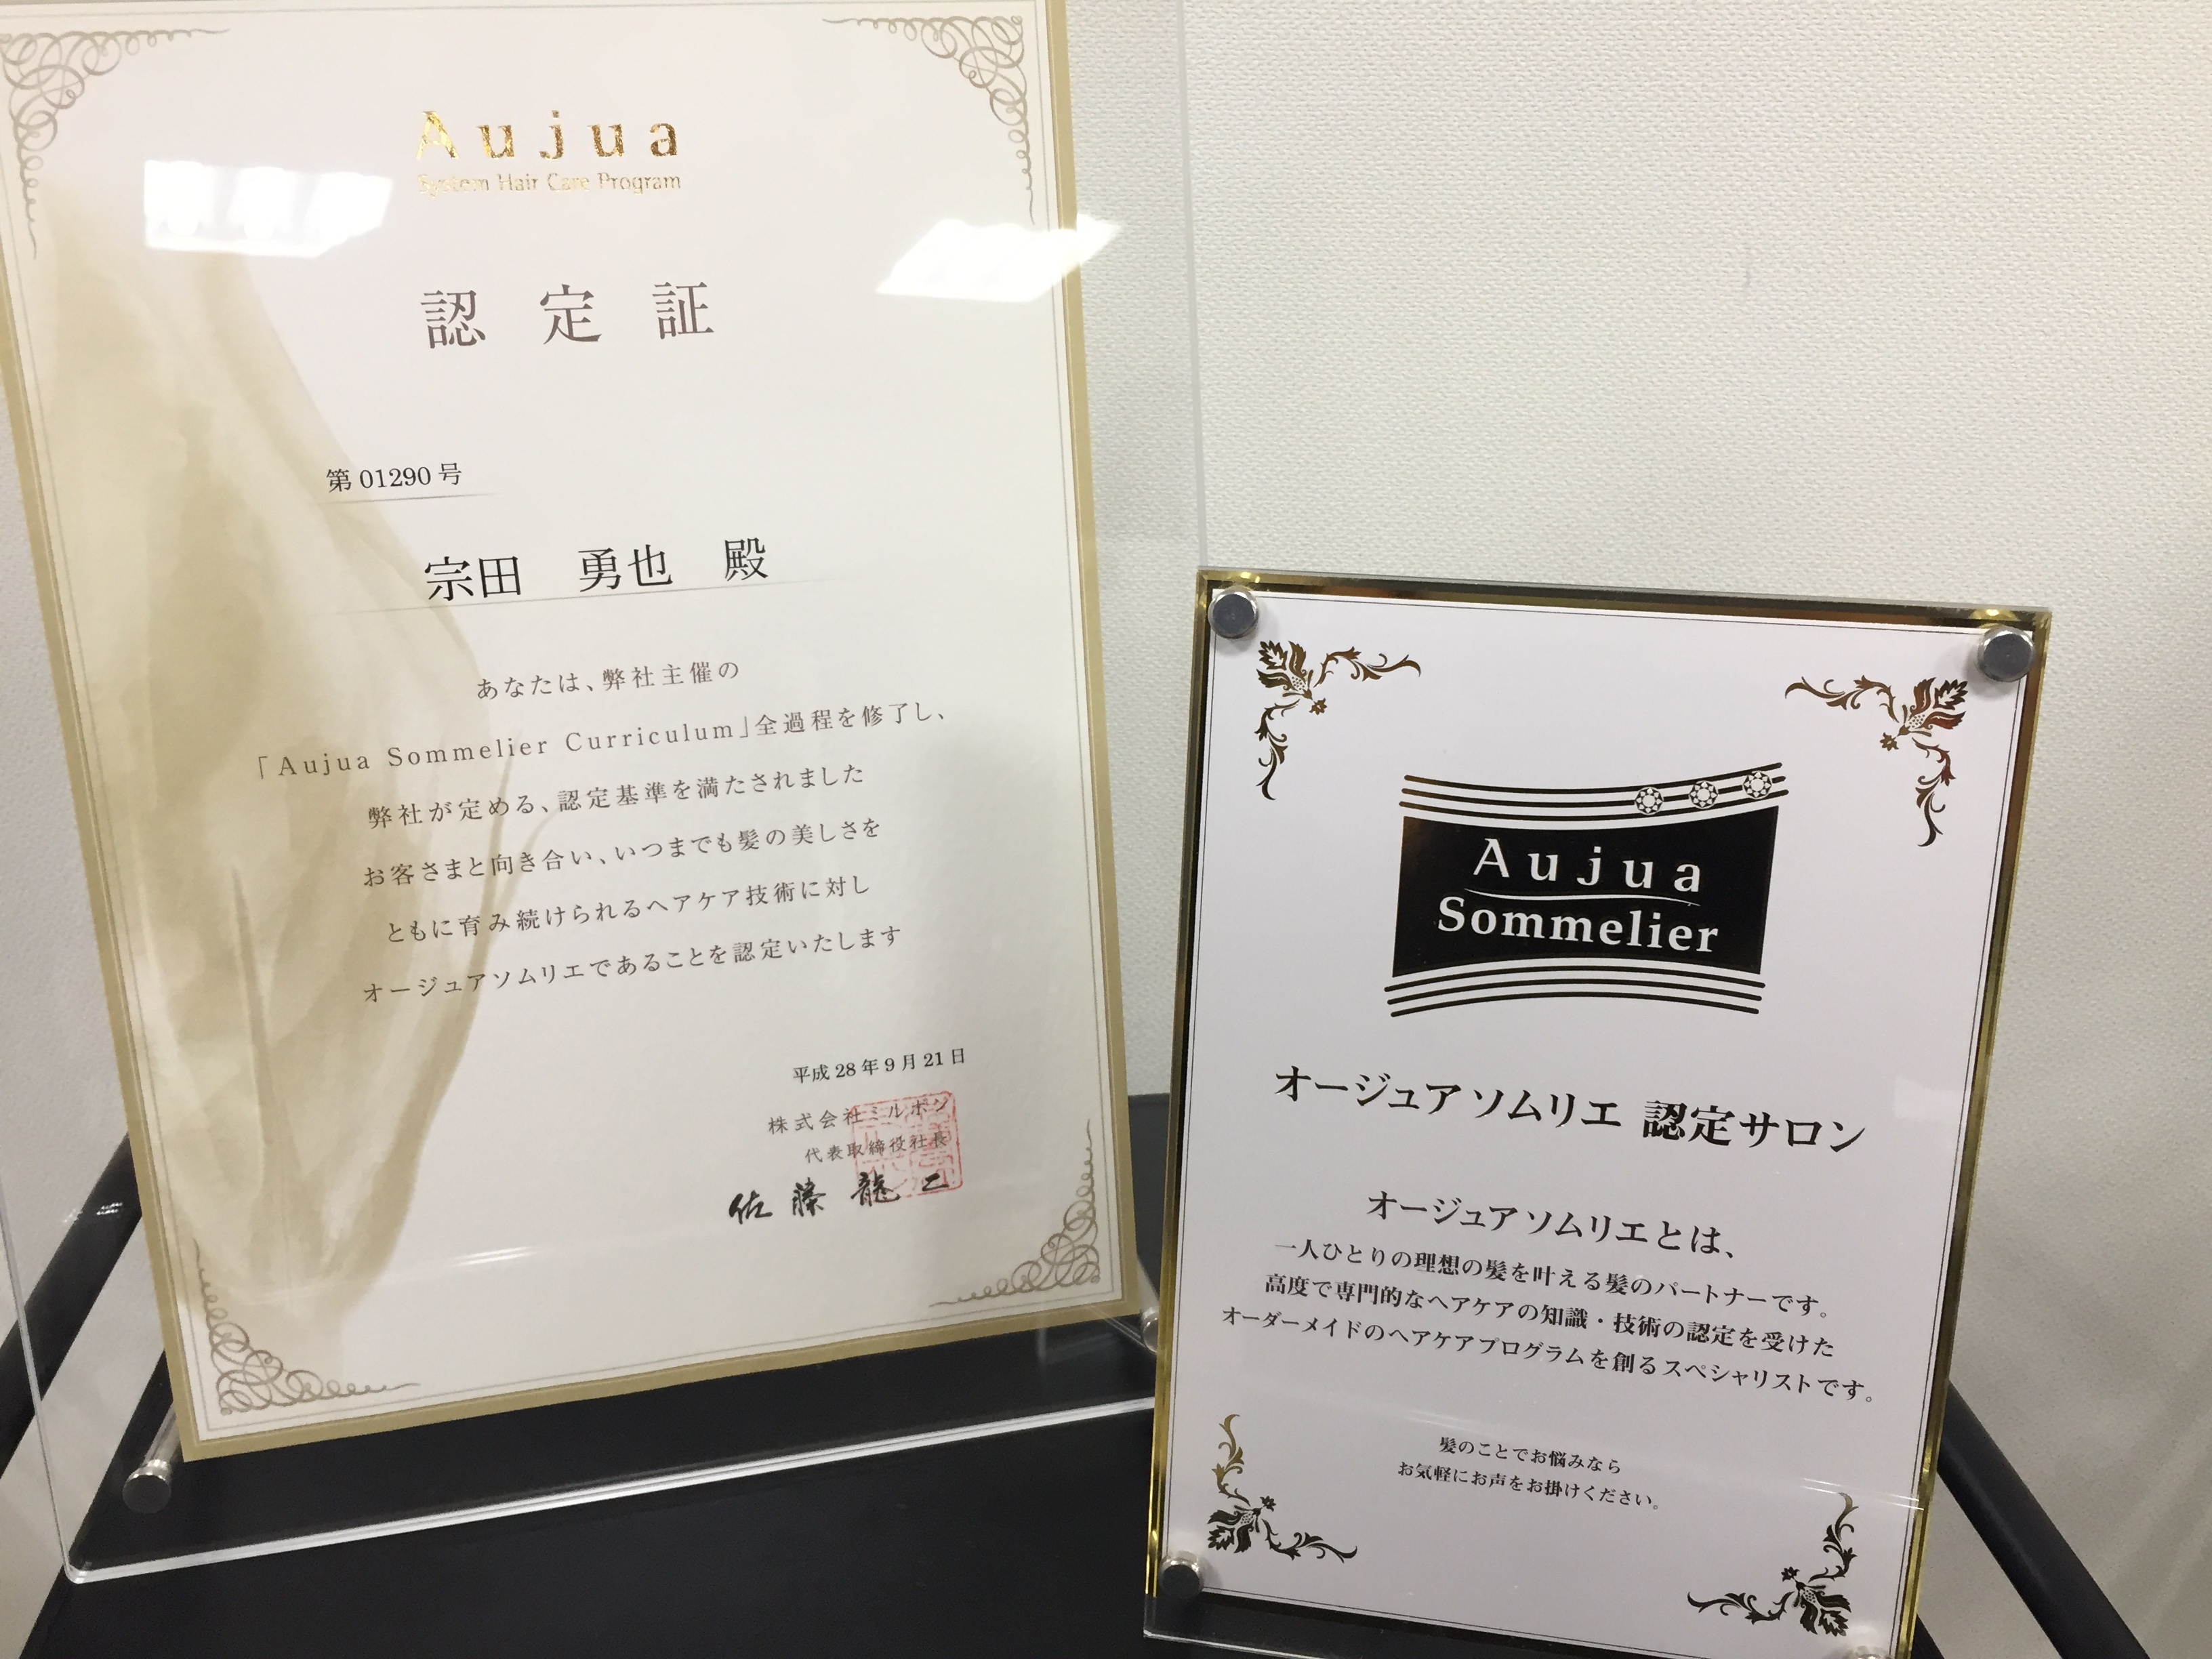 Aujua
System Hair Care Program
認定証
第01290号
宗田 勇也 殿
あなたは、弊社主催の
「Aujua Sommelier Curriculum」全過程を修了し、
弊社が定める、認定基準を満たされました
お客さまと向き合い、いつまでも髪の美しさを
ともに育み続けられるヘアケア技術に対し
オージュアソムリエであることを認定いたします
平成28年9月21日
株式会社ミルボン
代表取締役社長
佐藤 龍二
Aujua
Sommelier
オージュア ソムリエ 認定サロン
オージュア ソムリエ とは、
一人ひとりの理想の髪を叶える髪のパートナーです。
高度で専門的なヘアケアの知識・技術の認定を受けた
オーダーメイドのヘアケアプログラムを創るスペシャリストです。
髪のことでお悩みなら
お気軽にお声をお掛けください。